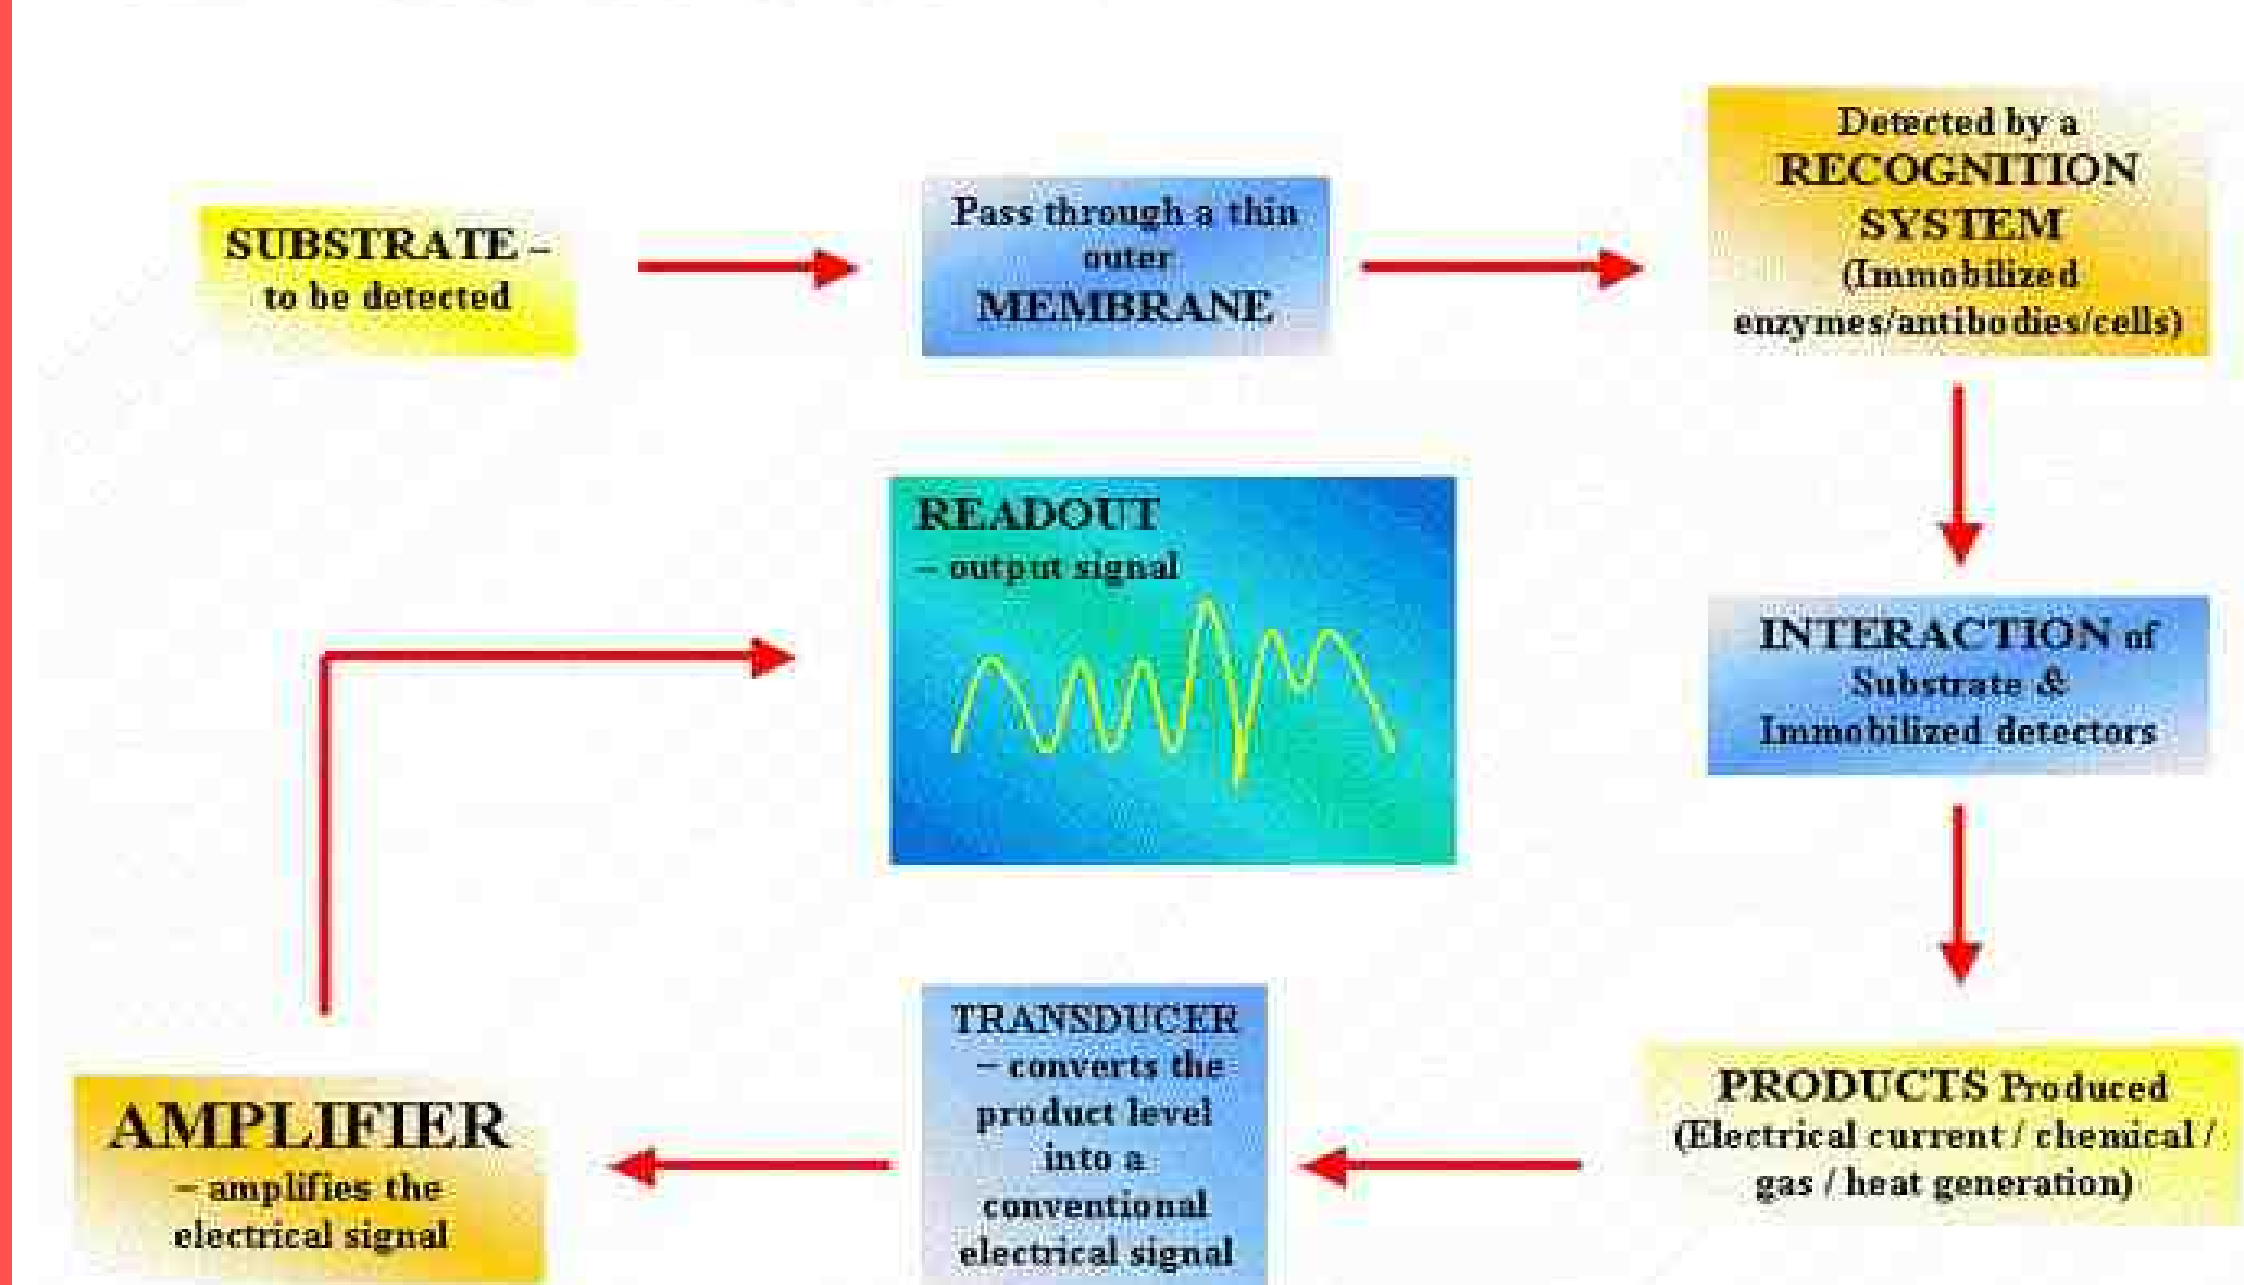 SUBSTRATE –
to be detected
Pass through a thin
outer
MEMBRANE
Detected by a
RECOGNITION
SYSTEM
(Immobilized
enzymes/antibodies/cells)
INTERACTION of
Substrate &
Immobilized detectors
PRODUCTS Produced
(Electrical current / chemical /
gas / heat generation)
TRANSDUCER
– converts the
product level
into a
conventional
electrical signal
AMPLIFIER
– amplifies the
electrical signal
READOUT
– output signal